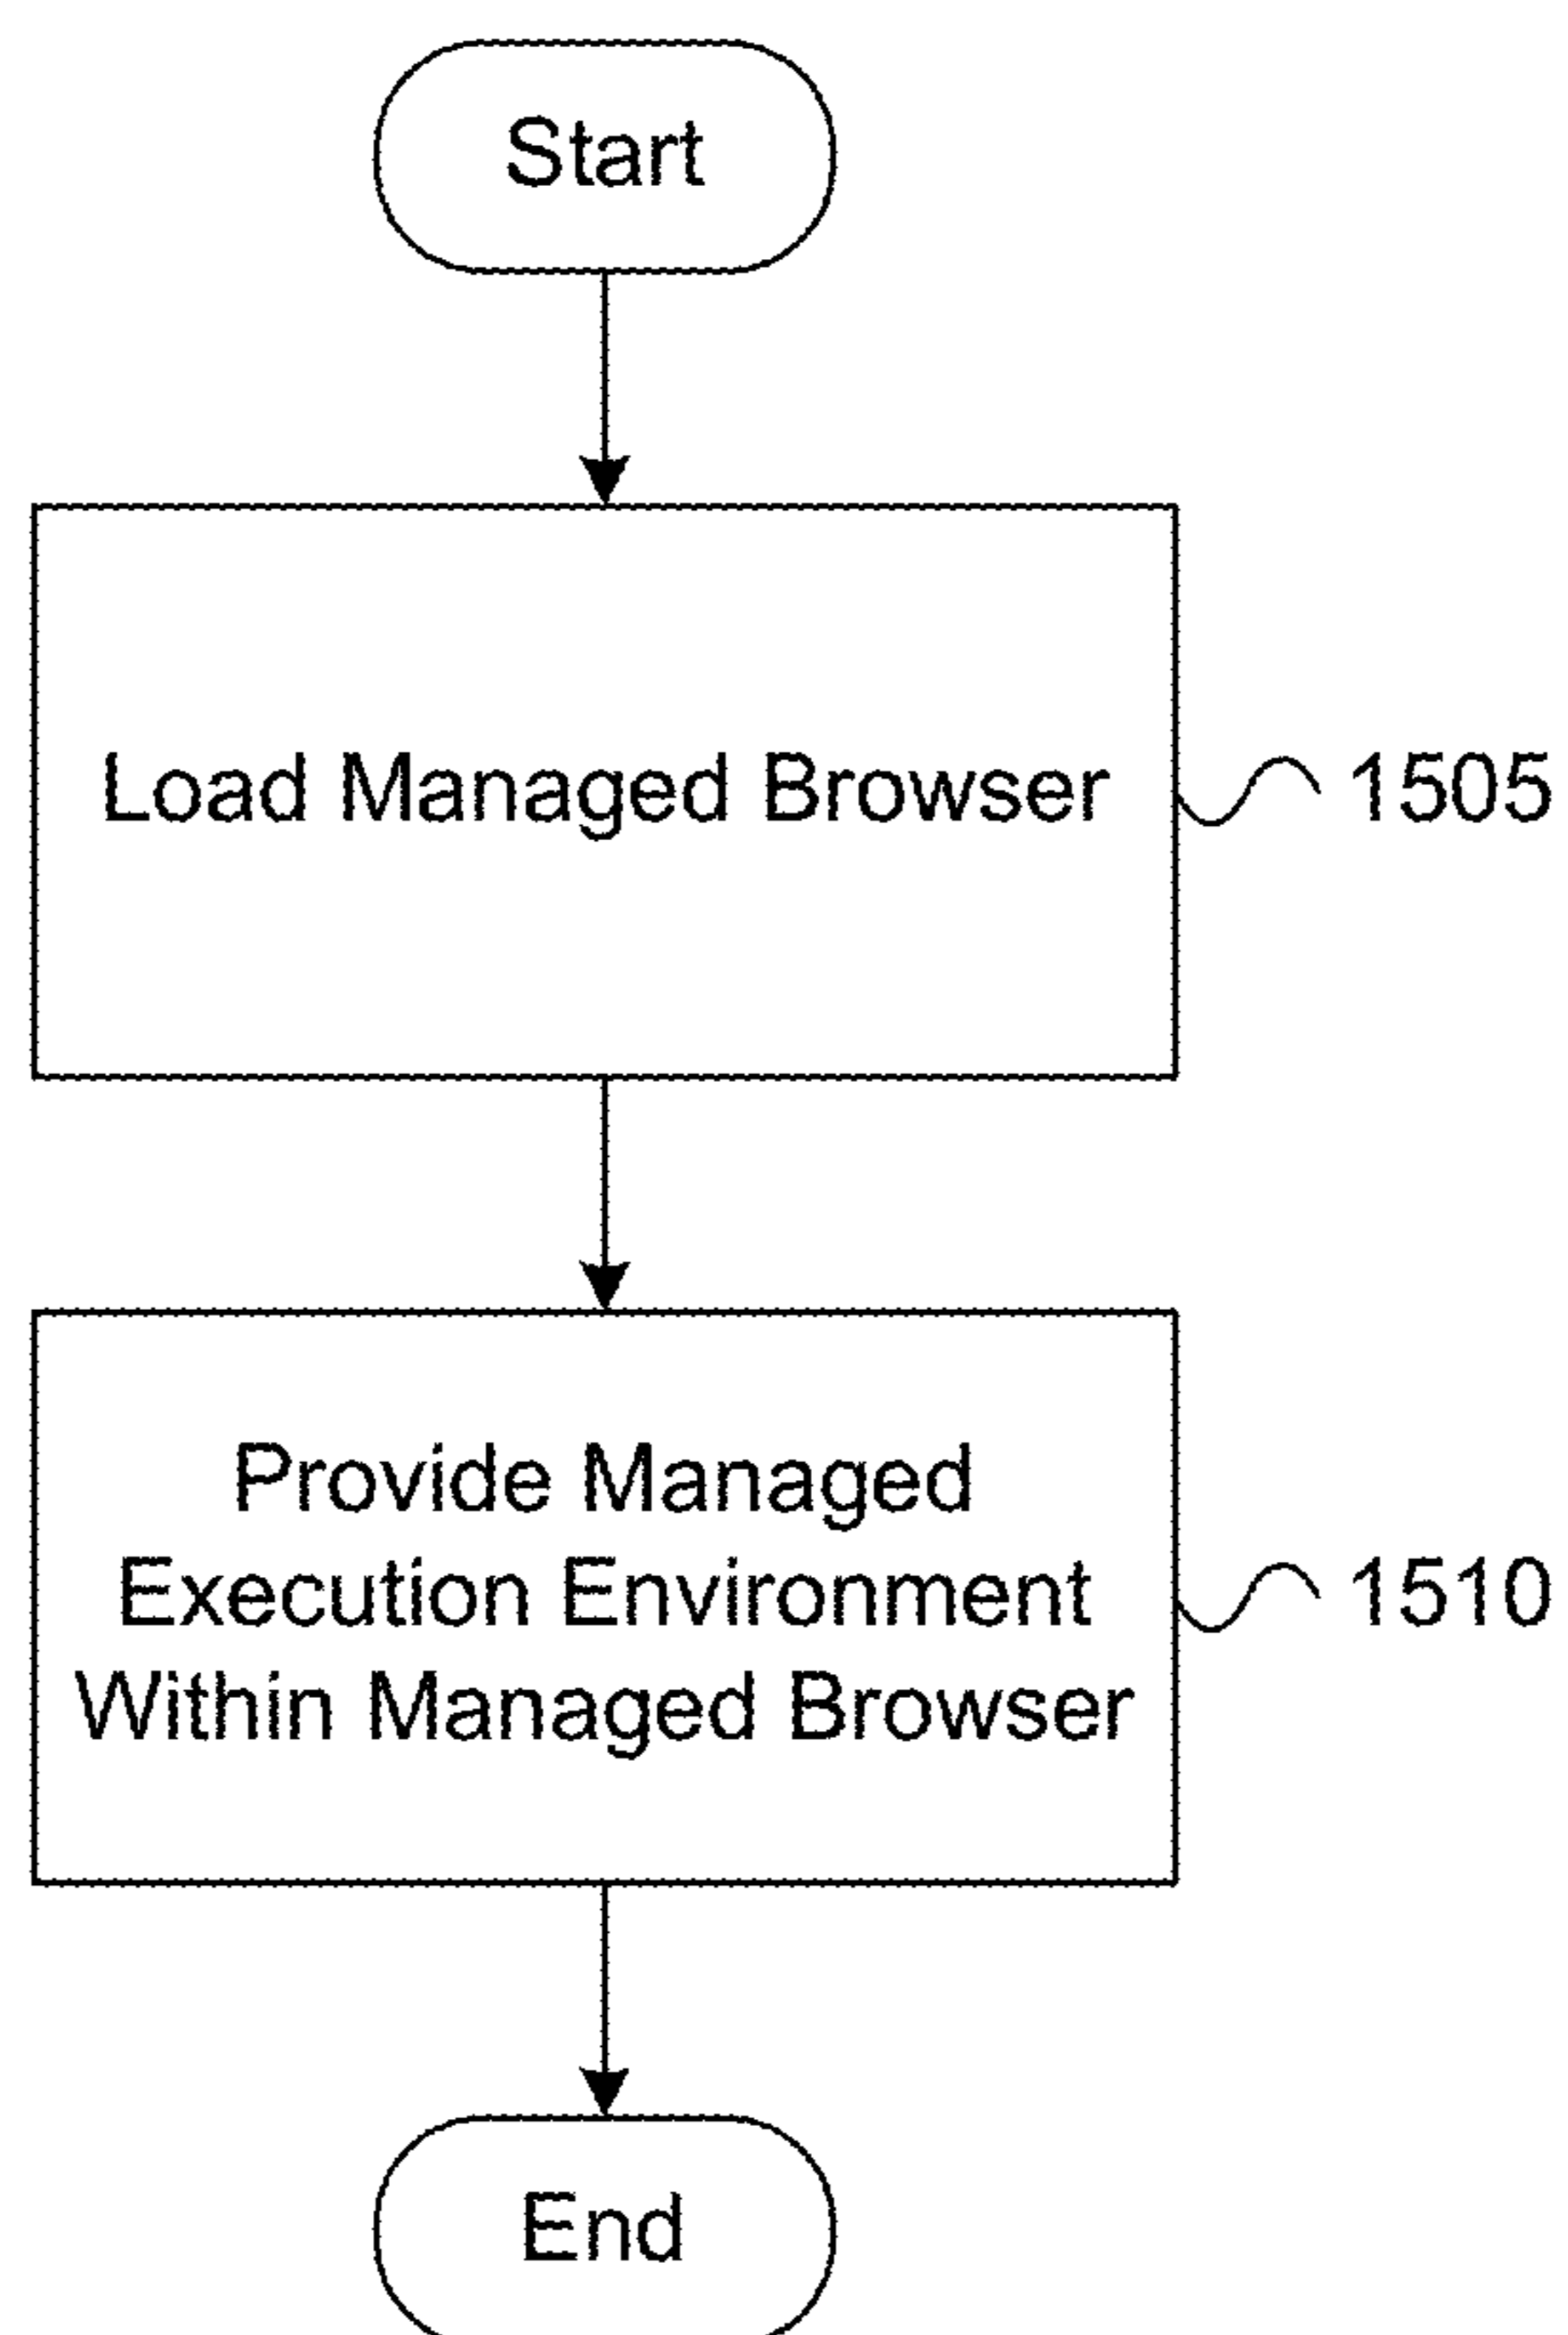 Start
Load Managed Browser
1505
Provide Managed
Execution Environment
Within Managed Browser
1510
End